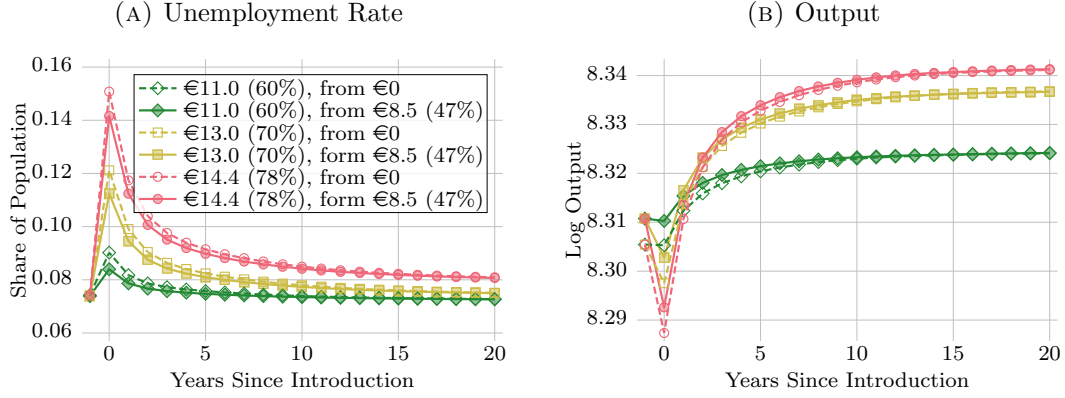 (A) Unemployment Rate
0.16
0.14
0.12
0.10
0.08
0.06
Share of Population
€11.0 (60%), from €0
€11.0 (60%), from €8.5 (47%)
€13.0 (70%), from €0
€13.0 (70%), form €8.5 (47%)
€14.4 (78%), from €0
€14.4 (78%), form €8.5 (47%)
0 5 10 15 20
Years Since Introduction
(B) Output
8.34
8.33
8.32
8.31
8.30
8.29
Log Output
0 5 10 15 20
Years Since Introduction